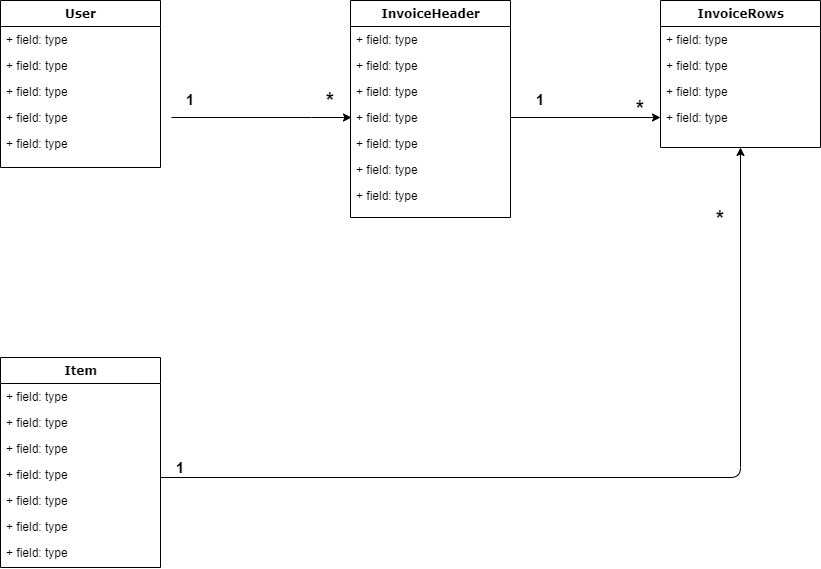 User
+ field: type
+ field: type
+ field: type
+ field: type
+ field: type
1
*
InvoiceHeader
+ field: type
+ field: type
+ field: type
+ field: type
+ field: type
+ field: type
+ field: type
1
*
InvoiceRows
+ field: type
+ field: type
+ field: type
+ field: type
*
Item
+ field: type
+ field: type
+ field: type
+ field: type
+ field: type
+ field: type
+ field: type
1